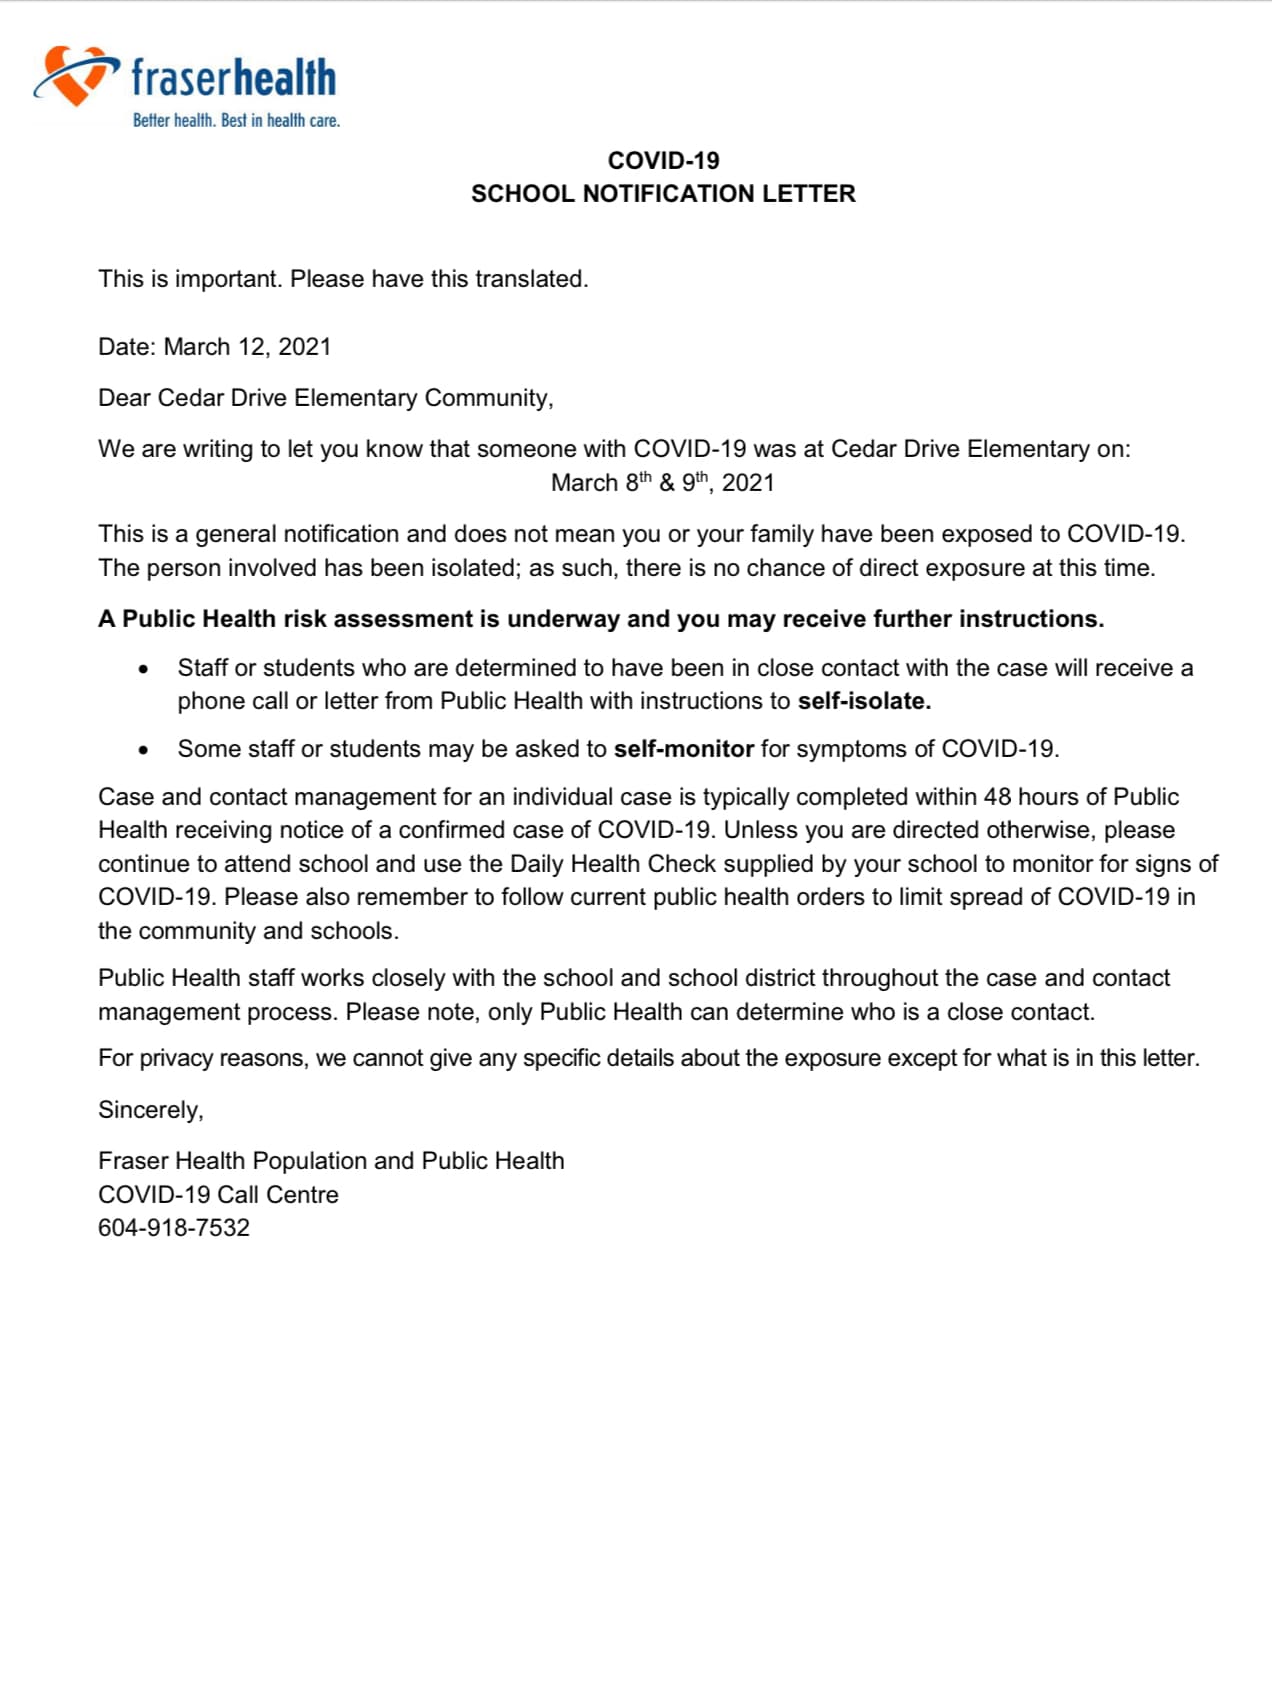 fraserhealth
Better health. Best in health care.
COVID-19
SCHOOL NOTIFICATION LETTER
This is important. Please have this translated.
Date: March 12, 2021
Dear Cedar Drive Elementary Community,
We are writing to let you know that someone with COVID-19 was at Cedar Drive Elementary on:
March 8th & 9th, 2021
This is a general notification and does not mean you or your family have been exposed to COVID-19.
The person involved has been isolated; as such, there is no chance of direct exposure at this time.
A Public Health risk assessment is underway and you may receive further instructions.
• Staff or students who are determined to have been in close contact with the case will receive a
phone call or letter from Public Health with instructions to self-isolate.
• Some staff or students may be asked to self-monitor for symptoms of COVID-19.
Case and contact management for an individual case is typically completed within 48 hours of Public
Health receiving notice of a confirmed case of COVID-19. Unless you are directed otherwise, please
continue to attend school and use the Daily Health Check supplied by your school to monitor for signs of
COVID-19. Please also remember to follow current public health orders to limit spread of COVID-19 in
the community and schools.
Public Health staff works closely with the school and school district throughout the case and contact
management process. Please note, only Public Health can determine who is a close contact.
For privacy reasons, we cannot give any specific details about the exposure except for what is in this letter.
Sincerely,
Fraser Health Population and Public Health
COVID-19 Call Centre
604-918-7532